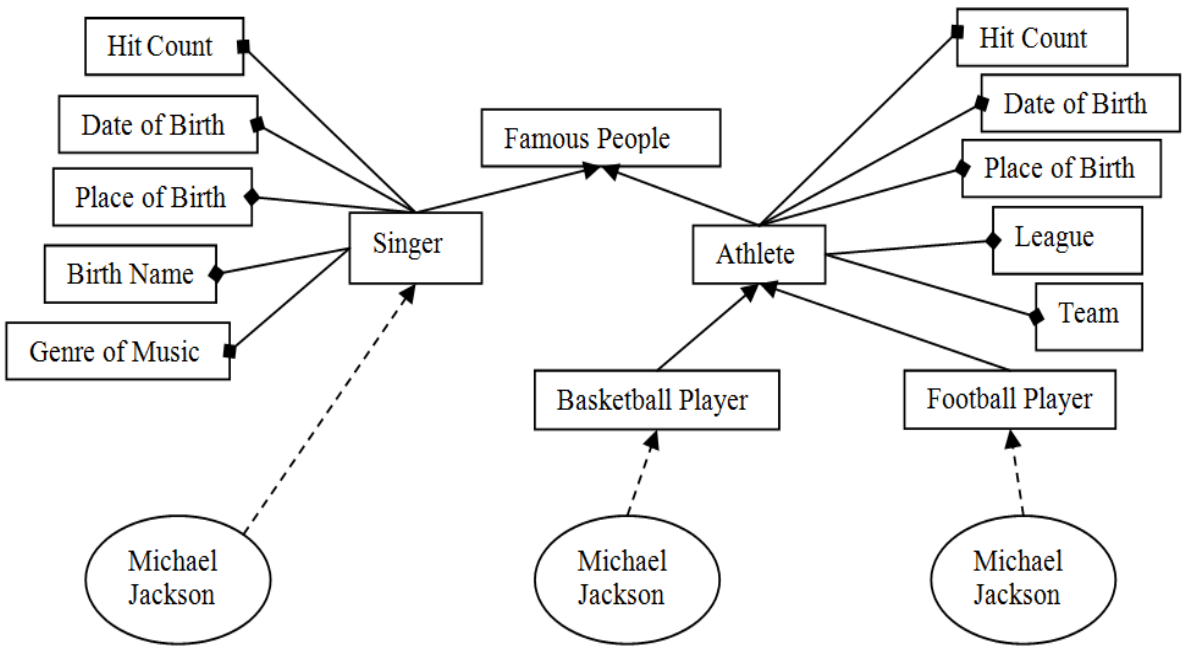 Hit Count
Hit Count
Date of Birth
Date of Birth
Famous People
Place of Birth
Place of Birth
Singer
Athlete
League
Birth Name
Team
Genre of Music
Basketball Player
Football Player
Michael
Jackson
Michael
Jackson
Michael
Jackson